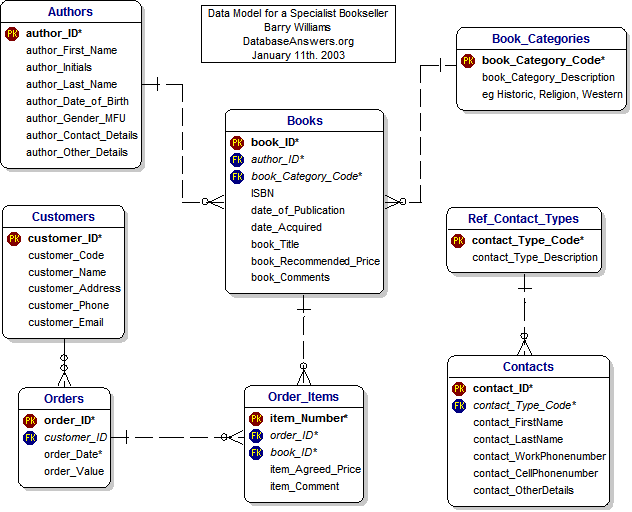 Authors
PK author_ID*
author_First_Name
author_Initials
author_Last_Name
author_Date_of_Birth
author_Gender_MFU
author_Contact_Details
author_Other_Details
Data Model for a Specialist Bookseller
Barry Williams
DatabaseAnswers.org
January 11th. 2003
Book_Categories
PK book_Category_Code*
book_Category_Description
eg Historic, Religion, Western
Books
PK book_ID*
FK author_ID*
FK book_Category_Code*
ISBN
date_of_Publication
date_Acquired
book_Title
book_Recommended_Price
book_Comments
Customers
PK customer_ID*
customer_Code
customer_Name
customer_Address
customer_Phone
customer_Email
Ref_Contact_Types
PK contact_Type_Code*
contact_Type_Description
Orders
PK order_ID*
FK customer_ID
order_Date*
order_Value
Order_Items
PK item_Number*
FK order_ID*
FK book_ID*
item_Agreed_Price
item_Comment
Contacts
PK contact_ID*
FK contact_Type_Code*
contact_FirstName
contact_LastName
contact_WorkPhonenumber
contact_CellPhonenumber
contact_OtherDetails